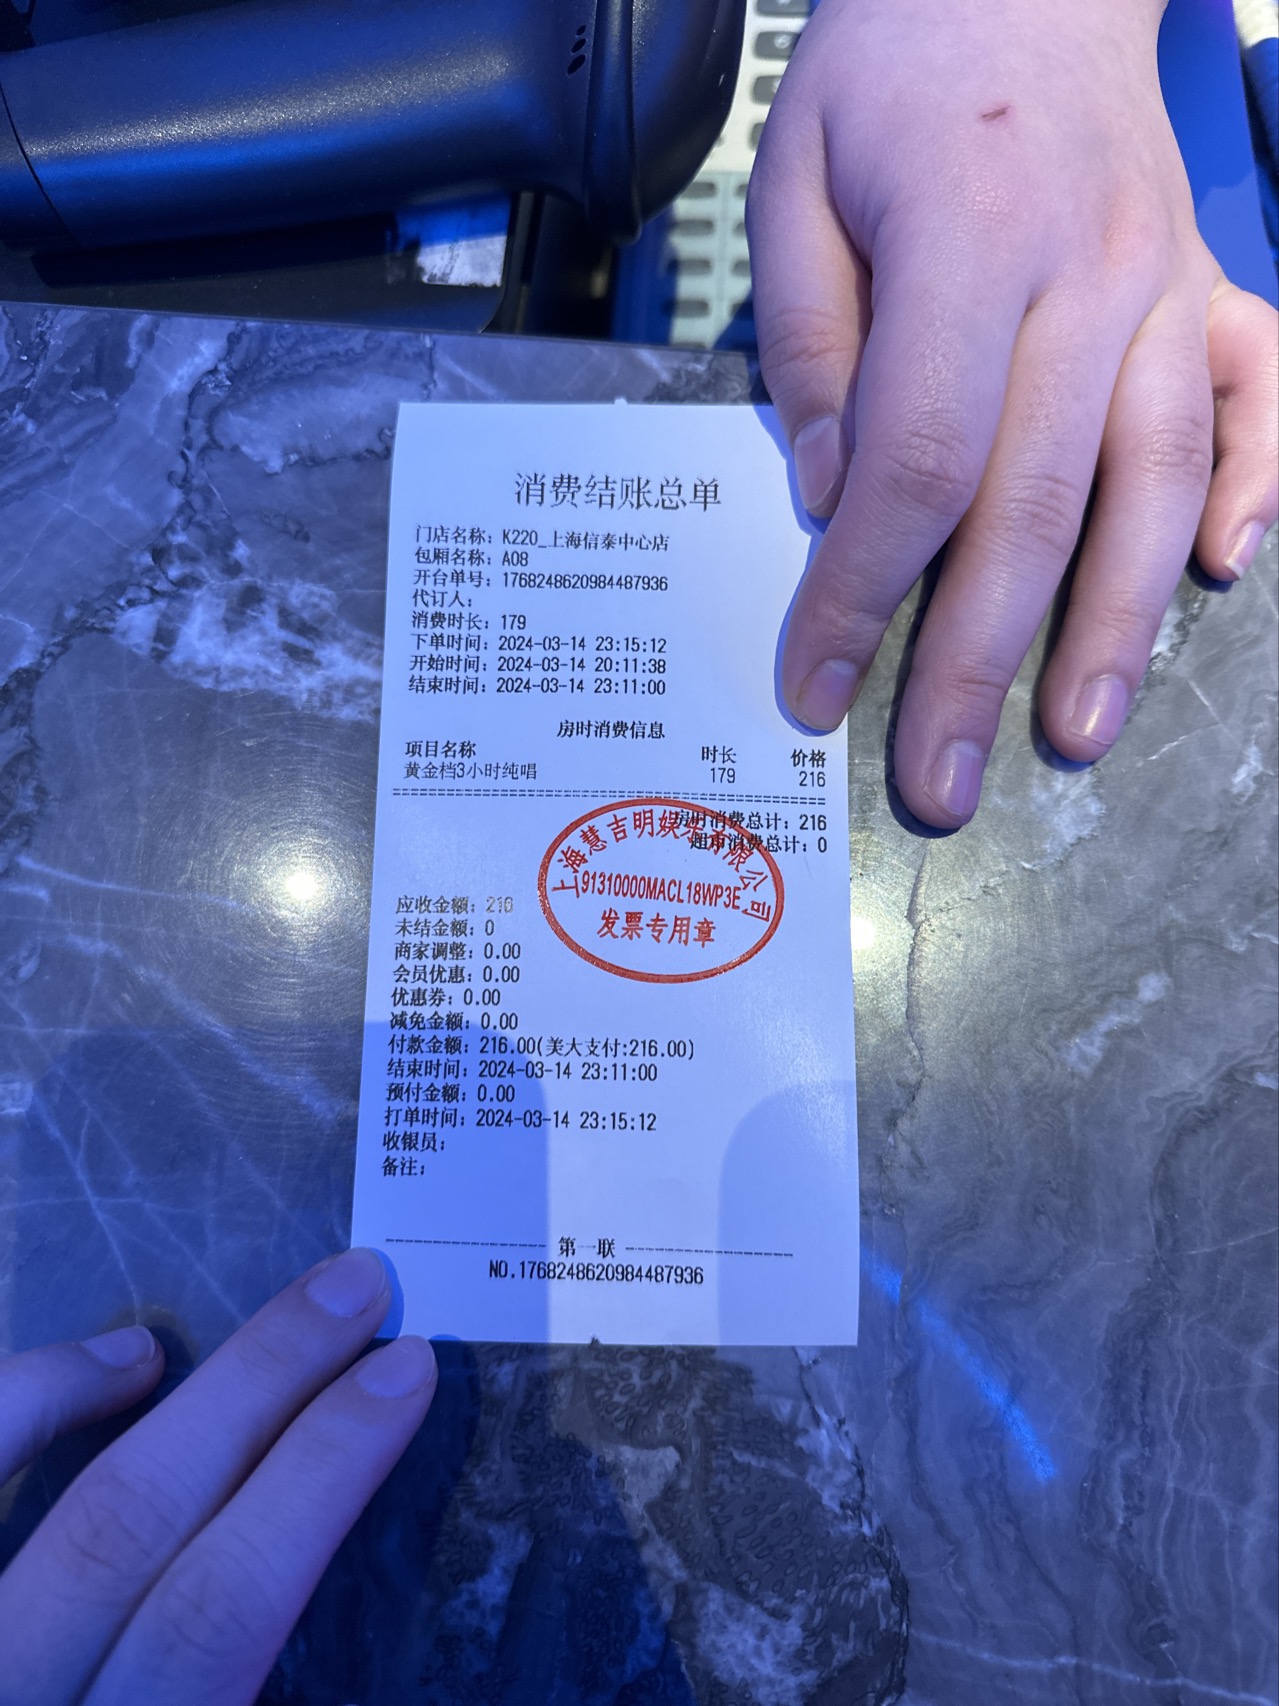 消费结账总单
门店名称：K220_上海信泰中心店
包厢名称：A08
开台单号：1768248620984487936
代订人：
消费时长：179
下单时间：2024-03-14 23:15:12
开始时间：2024-03-14 20:11:38
结束时间：2024-03-14 23:11:00
房时消费信息
项目名称 时长 价格
黄金档3小时纯唱 179 216
房时消费总计：216
超市消费总计：0
上海慧吉明娱乐有限公司
91310000MACL18WP3E
发票专用章
应收金额：216
未结金额：0
商家调整：0.00
会员优惠：0.00
优惠券：0.00
减免金额：0.00
付款金额：216.00(美大支付:216.00)
结束时间：2024-03-14 23:11:00
预付金额：0.00
打单时间：2024-03-14 23:15:12
收银员：
备注：
第一联
NO.1768248620984487936